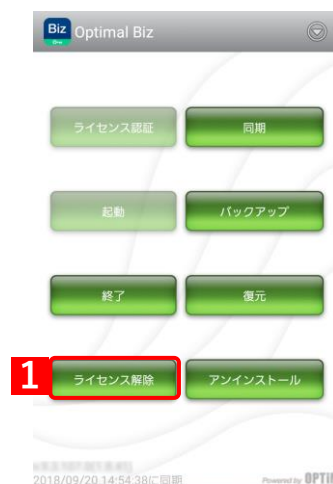 Biz
Pro
Optimal Biz
ライセンス認証
同期
起動
バックアップ
終了
復元
1
ライセンス解除
アンインストール
2018/09/20 14:54:38に同期
Powered by OPTiM